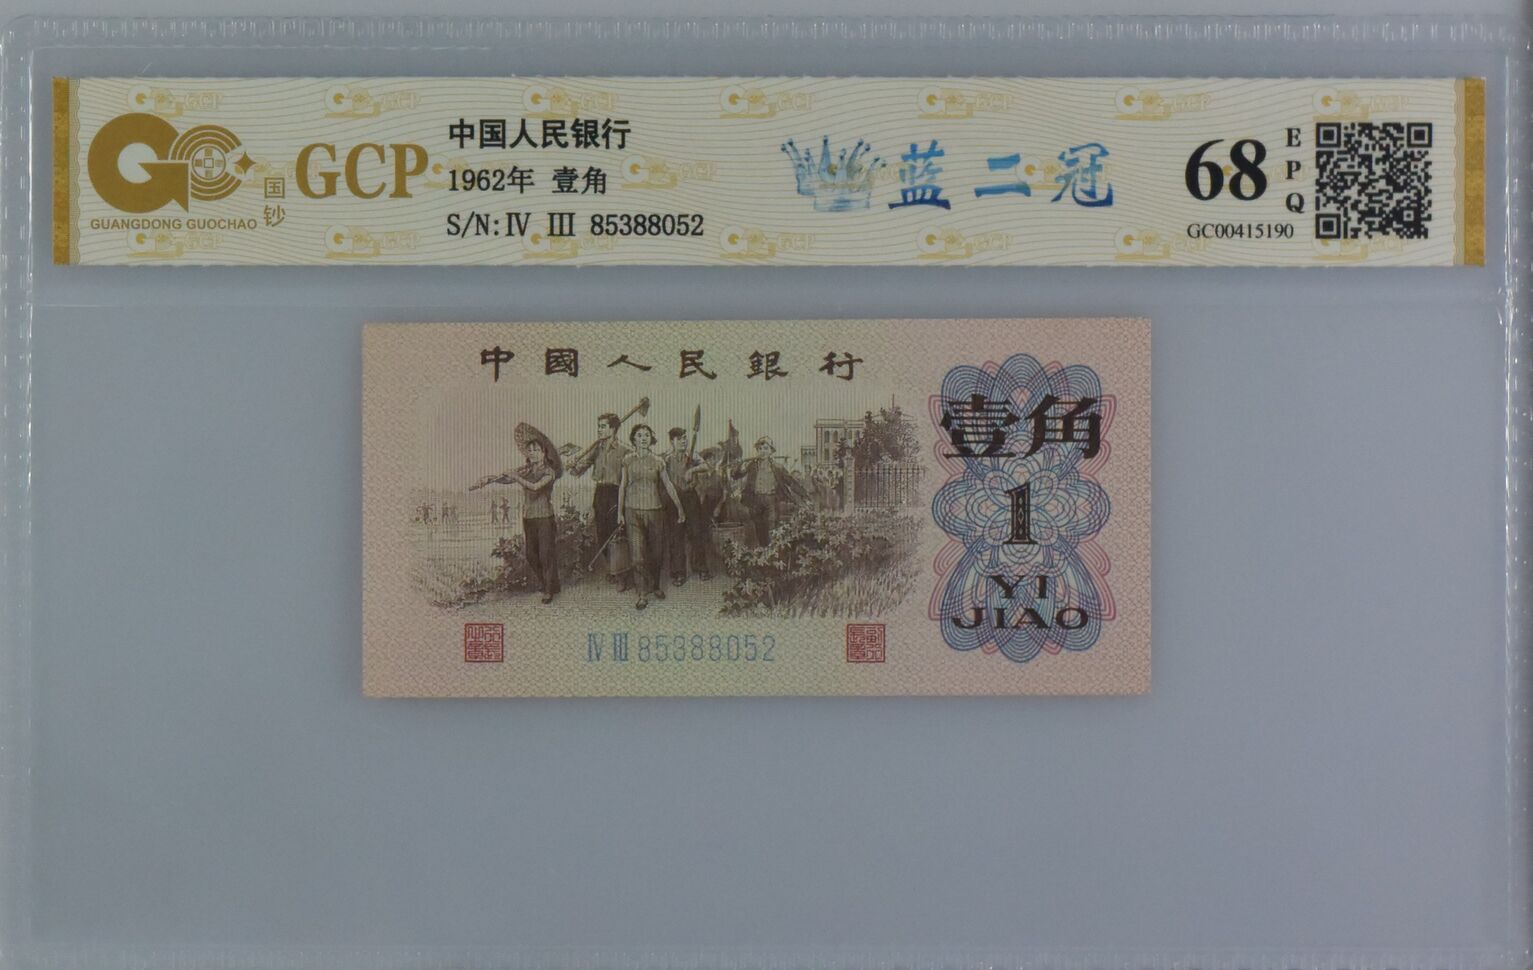 GUANGDONG GUOCHAO
国钞
GCP
中国人民银行
1962年 壹角
S/N:Ⅳ Ⅲ 85388052
蓝二冠
68
EPQ
GC00415190
中國人民銀行
壹角
1
YI
JIAO
Ⅳ Ⅲ 85388052